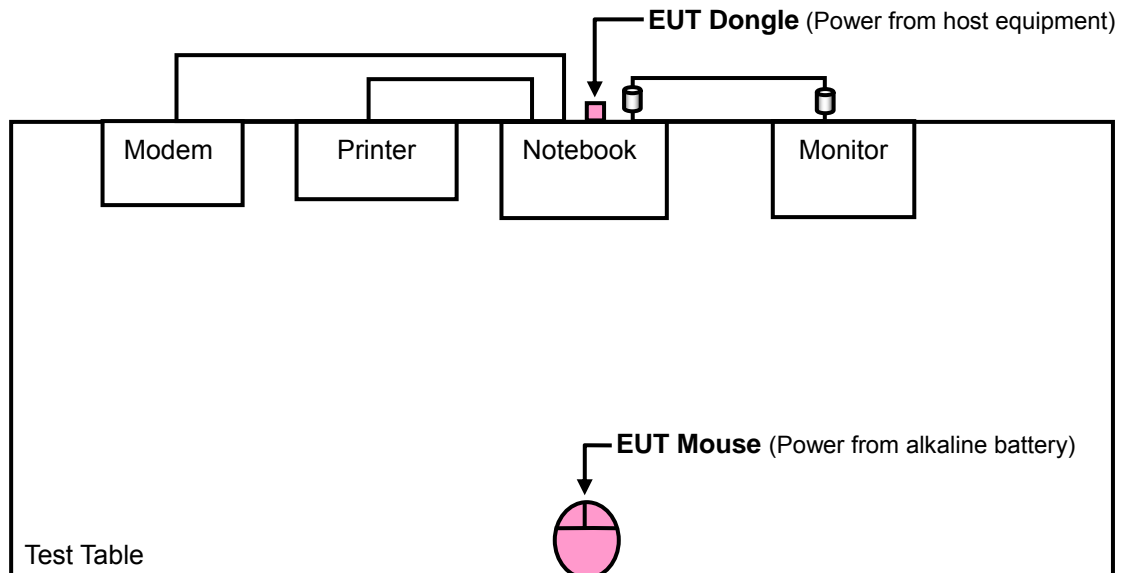 EUT Dongle (Power from host equipment)
Modem
Printer
Notebook
Monitor
EUT Mouse (Power from alkaline battery)
Test Table